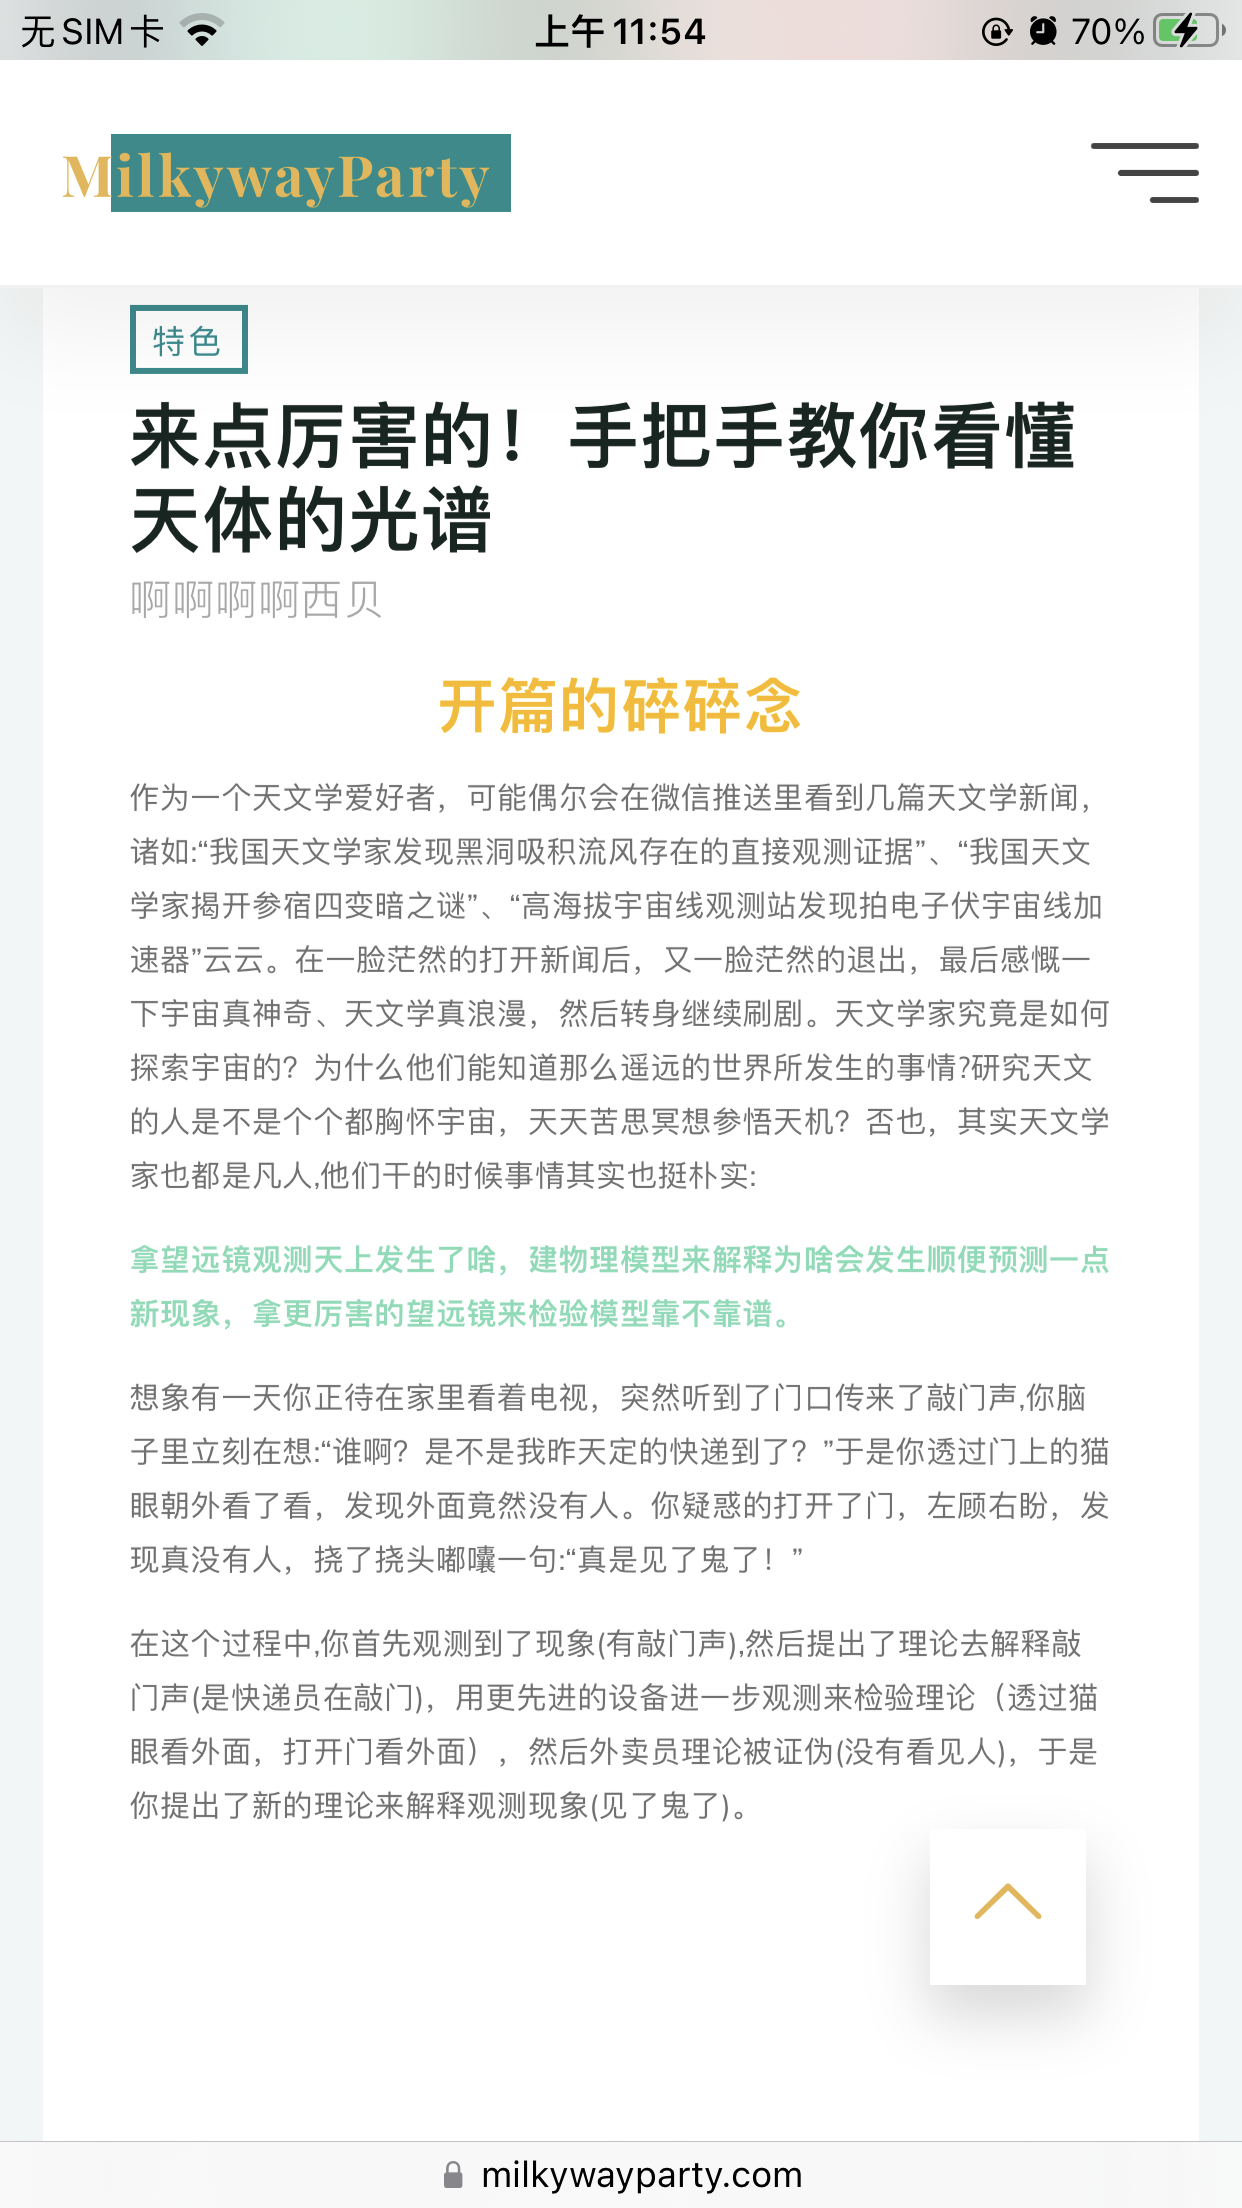 无SIM卡
上午11:54
70%
MilkywayParty
特色
来点厉害的！手把手教你看懂
天体的光谱
啊啊啊啊西贝
开篇的碎碎念
作为一个天文学爱好者，可能偶尔会在微信推送里看到几篇天文学新闻，
诸如:“我国天文学家发现黑洞吸积流风存在的直接观测证据”、“我国天文
学家揭开参宿四变暗之谜”、“高海拔宇宙线观测站发现拍电子伏宇宙线加
速器”云云。在一脸茫然的打开新闻后，又一脸茫然的退出，最后感慨一
下宇宙真神奇、天文学真浪漫，然后转身继续刷剧。天文学家究竟是如何
探索宇宙的？为什么他们能知道那么遥远的世界所发生的事情?研究天文
的人是不是个个都胸怀宇宙，天天苦思冥想参悟天机？否也，其实天文学
家也都是凡人,他们干的时候事情其实也挺朴实:
拿望远镜观测天上发生了啥，建物理模型来解释为啥会发生顺便预测一点
新现象，拿更厉害的望远镜来检验模型靠不靠谱。
想象有一天你正待在家里看着电视，突然听到了门口传来了敲门声,你脑
子里立刻在想:“谁啊？是不是我昨天定的快递到了？”于是你透过门上的猫
眼朝外看了看，发现外面竟然没有人。你疑惑的打开了门，左顾右盼，发
现真没有人，挠了挠头嘟囔一句:“真是见了鬼了！”
在这个过程中,你首先观测到了现象(有敲门声),然后提出了理论去解释敲
门声(是快递员在敲门)，用更先进的设备进一步观测来检验理论（透过猫
眼看外面，打开门看外面），然后外卖员理论被证伪(没有看见人)，于是
你提出了新的理论来解释观测现象(见了鬼了)。
milkywayparty.com